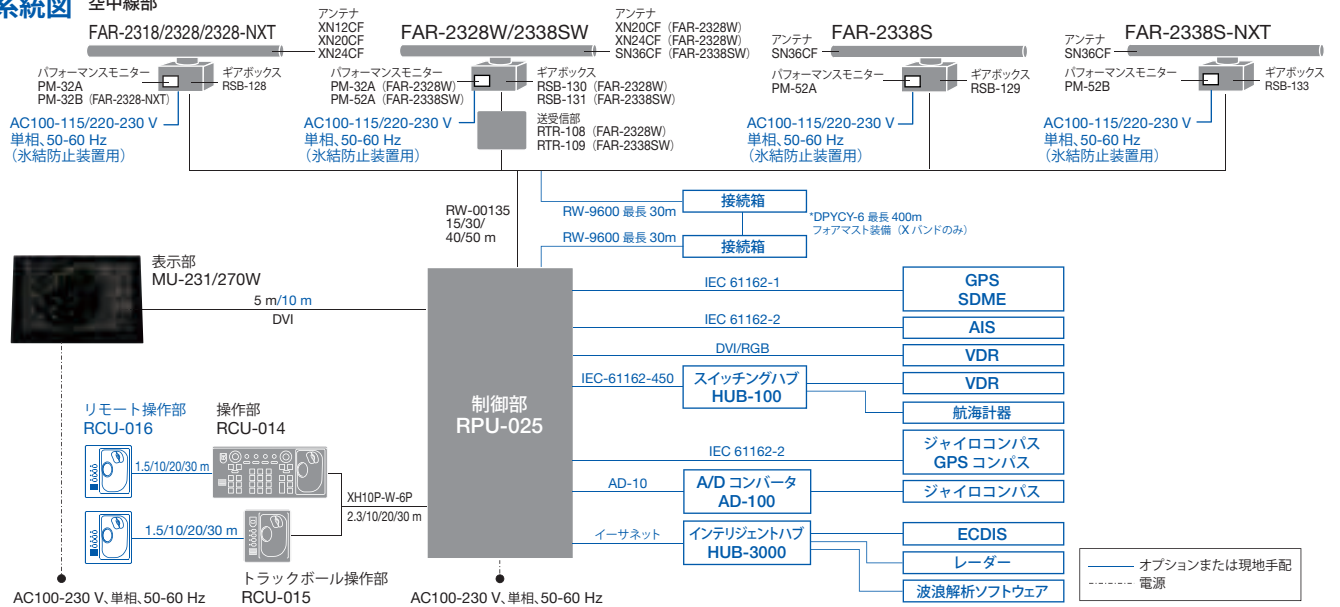 系統図
空中線部
FAR-2318/2328/2328-NXT
アンテナ
XN12CF
XN20CF
XN24CF
パフォーマンスモニター
PM-32A
PM-32B (FAR-2328-NXT)
ギアボックス
RSB-128
AC100-115/220-230 V
単相、50-60 Hz
（氷結防止装置用）
FAR-2328W/2338SW
アンテナ
XN20CF (FAR-2328W)
XN24CF (FAR-2328W)
SN36CF (FAR-2338SW)
パフォーマンスモニター
PM-32A (FAR-2328W)
PM-52A (FAR-2338SW)
ギアボックス
RSB-130 (FAR-2328W)
RSB-131 (FAR-2338SW)
送受信部
RTR-108 (FAR-2328W)
RTR-109 (FAR-2338SW)
AC100-115/220-230 V
単相、50-60 Hz
（氷結防止装置用）
アンテナ
SN36CF
FAR-2338S
パフォーマンスモニター
PM-52A
ギアボックス
RSB-129
AC100-115/220-230 V
単相、50-60 Hz
（氷結防止装置用）
アンテナ
SN36CF
FAR-2338S-NXT
パフォーマンスモニター
PM-52B
ギアボックス
RSB-133
AC100-115/220-230 V
単相、50-60 Hz
（氷結防止装置用）
RW-00135
15/30/
40/50 m
RW-9600 最長 30m
接続箱
*DPYCY-6 最長 400m
フォアマスト装備（X バンドのみ）
RW-9600 最長 30m
接続箱
表示部
MU-231/270W
5 m/10 m
DVI
制御部
RPU-025
IEC 61162-1
GPS
SDME
IEC 61162-2
AIS
DVI/RGB
VDR
IEC-61162-450
スイッチングハブ
HUB-100
VDR
航海計器
IEC 61162-2
ジャイロコンパス
GPS コンパス
AD-10
A/D コンバータ
AD-100
ジャイロコンパス
イーサネット
インテリジェントハブ
HUB-3000
ECDIS
レーダー
波浪解析ソフトウェア
リモート操作部
RCU-016
操作部
RCU-014
1.5/10/20/30 m
XH10P-W-6P
2.3/10/20/30 m
1.5/10/20/30 m
トラックボール操作部
RCU-015
AC100-230 V、単相、50-60 Hz
AC100-230 V、単相、50-60 Hz
オプションまたは現地手配
電源